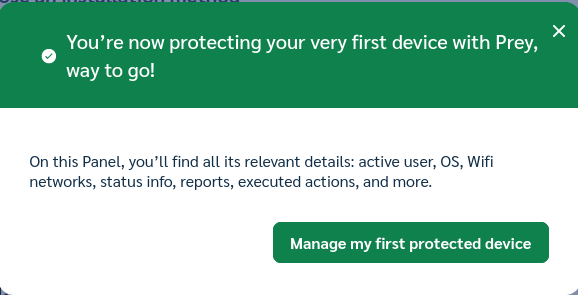 You're now protecting your very first device with Prey,
way to go!
On this Panel, you'll find all its relevant details: active user, OS, Wifi
networks, status info, reports, executed actions, and more.
Manage my first protected device